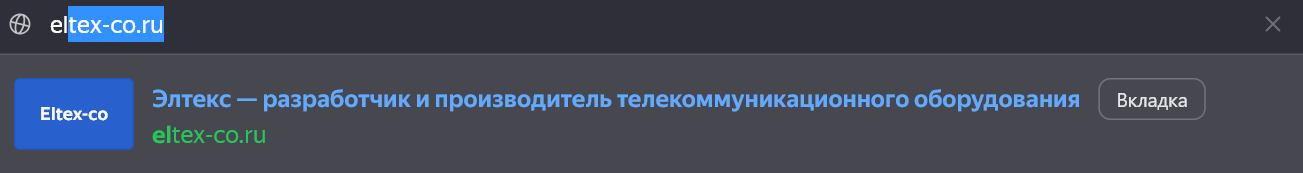 eltex-co.ru
Eltex-co
Элтекс — разработчик и производитель телекоммуникационного оборудования
Вкладка
eltex-co.ru